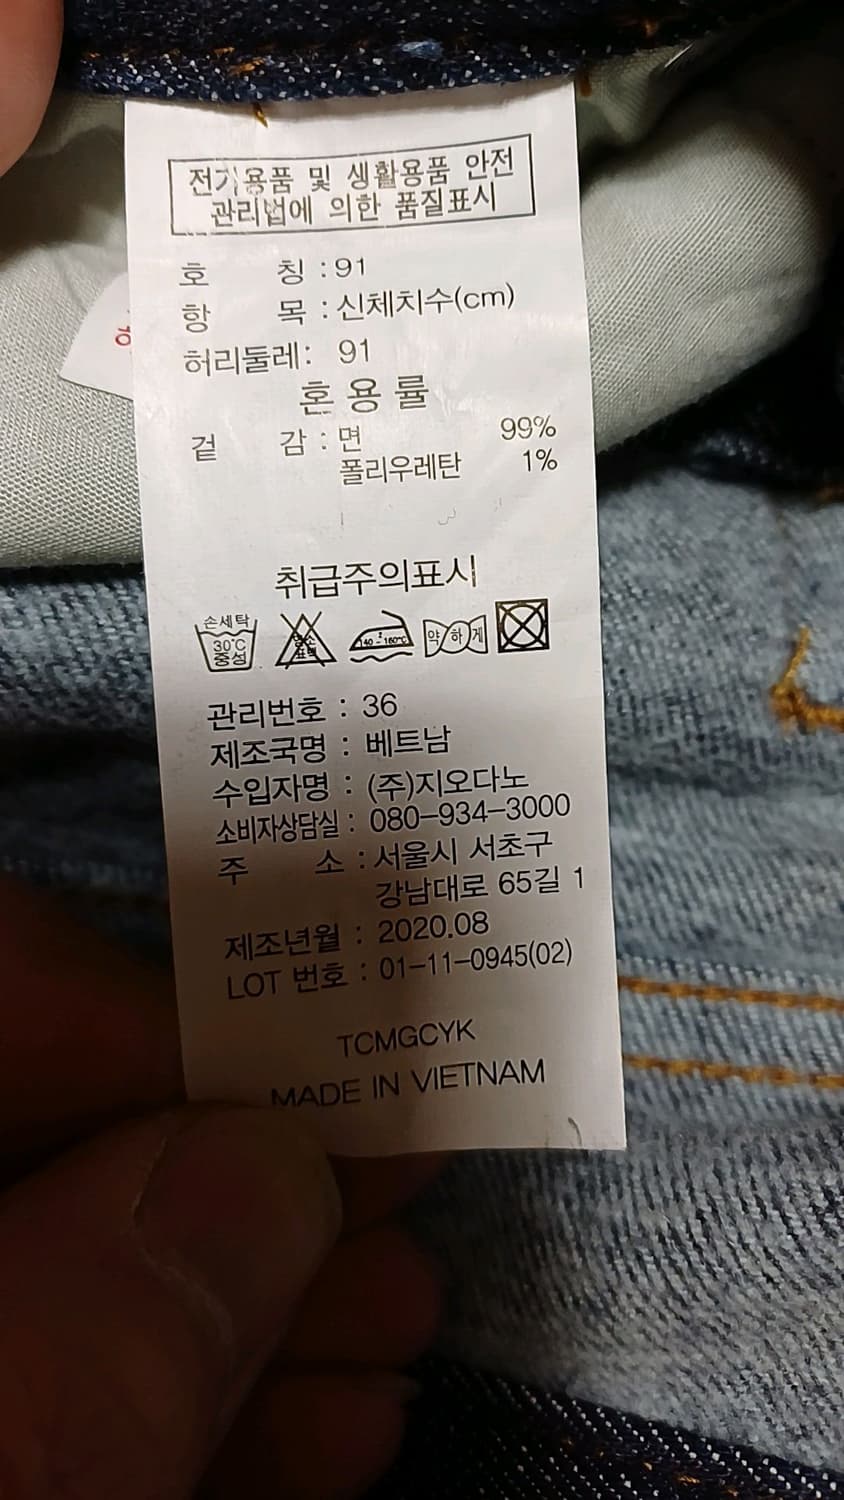 전기용품 및 생활용품 안전
관리법에 의한 품질표시
호 칭 : 91
항 목 : 신체치수(cm)
허리둘레: 91
혼 용 률
겉 감 : 면 99%
폴리우레탄 1%
취급주의표시
손세탁
30℃
중성
염소
표백
140-160℃
약하게
관리번호 : 36
제조국명 : 베트남
수입자명 : (주)지오다노
소비자상담실 : 080-934-3000
주 소 : 서울시 서초구
강남대로 65길 1
제조년월 : 2020.08
LOT 번호 : 01-11-0945(02)
TCMGCYK
MADE IN VIETNAM